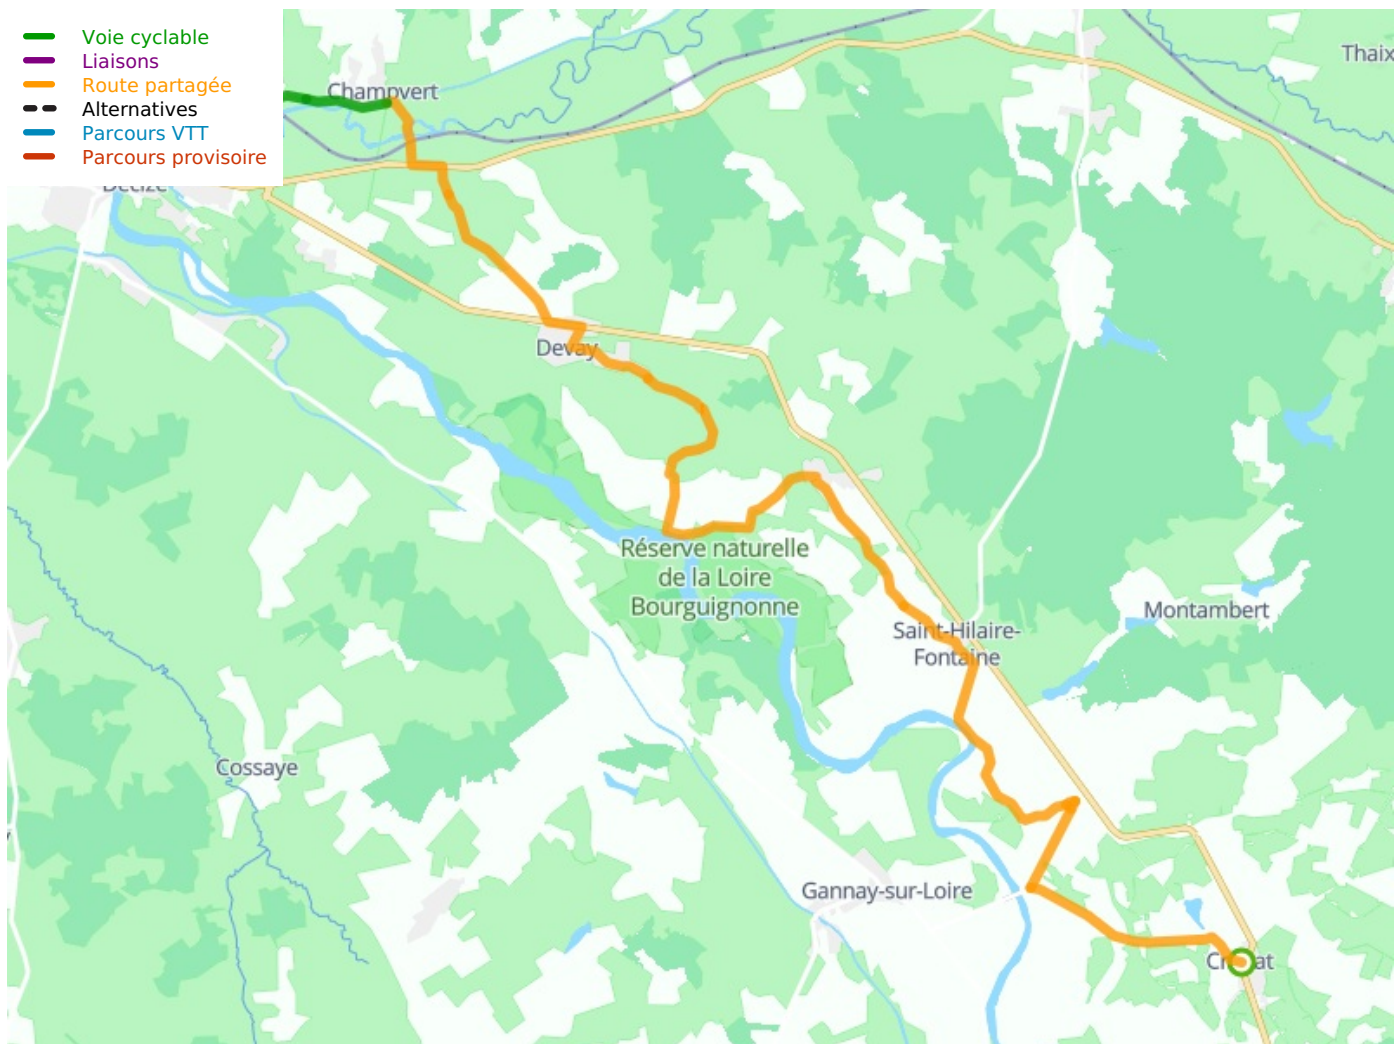 Voie cyclable
Liaisons
Route partagée
Alternatives
Parcours VTT
Parcours provisoire
Champvert
Thaix
Decize
Devay
Réserve naturelle
de la Loire
Bourguignonne
Montambert
Saint-Hilaire-
Fontaine
Cossaye
Gannay-sur-Loire